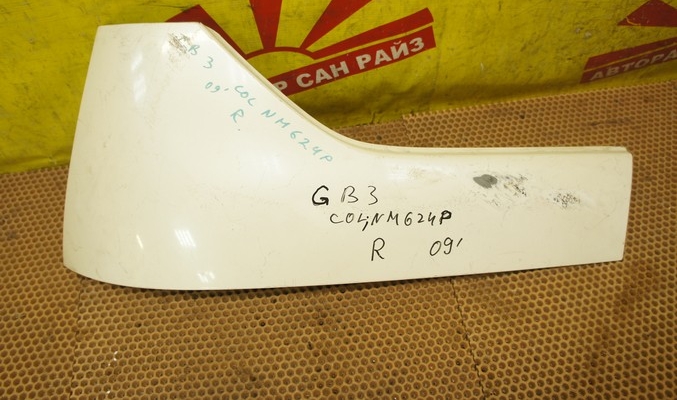 Р САН РАЙЗ
АВТОРА
GB3
09' COL NM624P
R.
GB3
COL, NM624P
R 09'